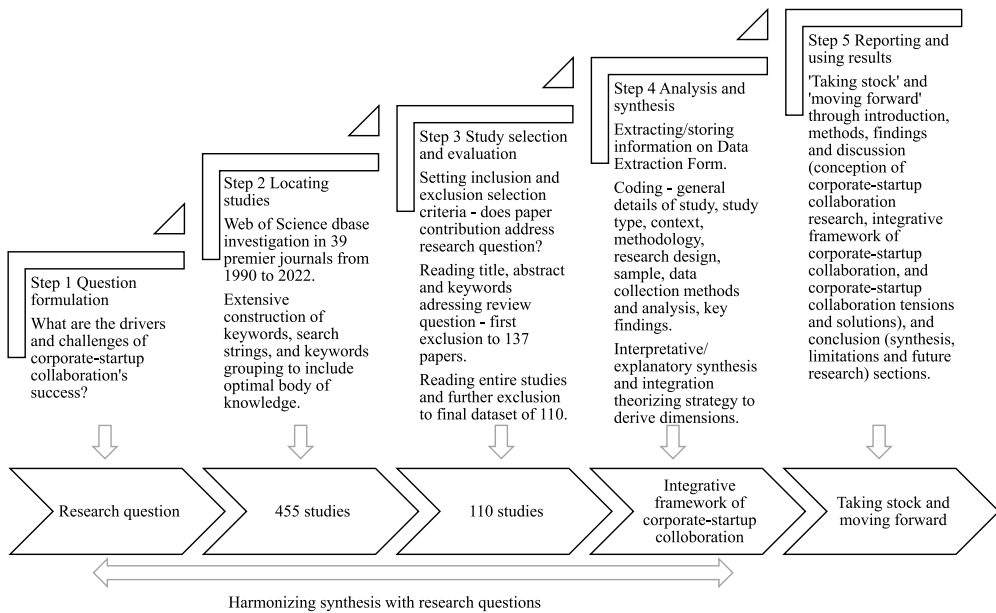 Step 1 Question
formulation
What are the drivers
and challenges of
corporate-startup
collaboration's
success?
Step 2 Locating
studies
Web of Science dbase
investigation in 39
premier journals from
1990 to 2022.
Extensive
construction of
keywords, search
strings, and keywords
grouping to include
optimal body of
knowledge.
Step 3 Study selection
and evaluation
Setting inclusion and
exclusion selection
criteria - does paper
contribution address
research question?
Reading title, abstract
and keywords
adressing review
question - first
exclusion to 137
papers.
Reading entire studies
and further exclusion
to final dataset of 110.
Step 4 Analysis and
synthesis
Extracting/storing
information on Data
Extraction Form.
Coding - general
details of study, study
type, context,
methodology,
research design,
sample, data
collection methods
and analysis, key
findings.
Interpretative/
explanatory synthesis
and integration
theorizing strategy to
derive dimensions.
Step 5 Reporting and
using results
'Taking stock' and
'moving forward'
through introduction,
methods, findings
and discussion
(conception of
corporate-startup
collaboration
research, integrative
framework of
corporate-startup
collaboration, and
corporate-startup
collaboration tensions
and solutions), and
conclusion (synthesis,
limitations and future
research) sections.
Research question
455 studies
110 studies
Integrative
framework of
corporate-startup
colloboration
Taking stock and
moving forward
Harmonizing synthesis with research questions